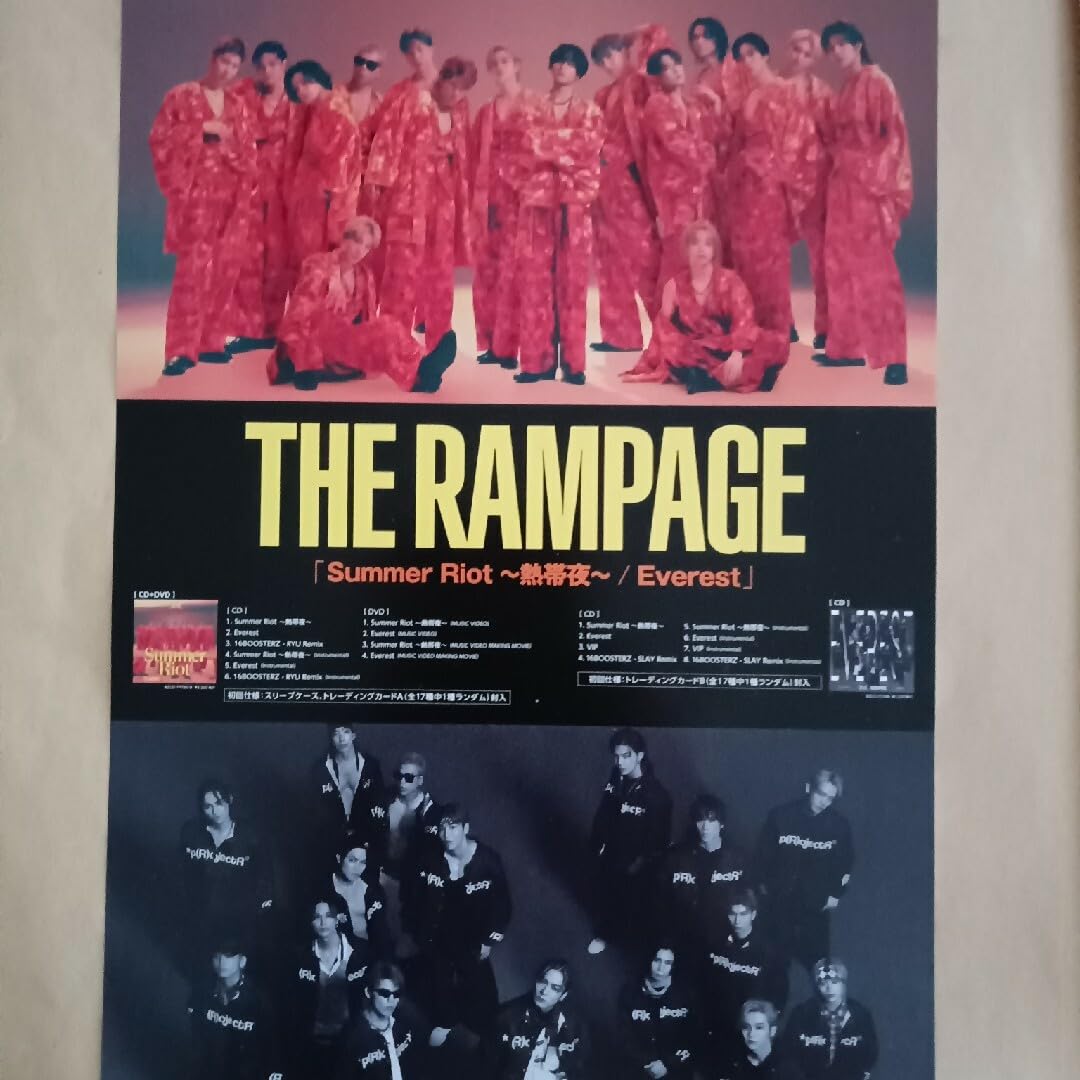 THE RAMPAGE
「Summer Riot ～熱帯夜～ / Everest」
[ CD+DVD ]
Summer Riot
[ CD ]
1. Summer Riot ～熱帯夜～
2. Everest
3. 16BOOSTERZ - RYU Remix
4. Summer Riot ～熱帯夜～ (Instrumental)
5. Everest (Instrumental)
6. 16BOOSTERZ - RYU Remix (Instrumental)
[ DVD ]
1. Summer Riot ～熱帯夜～ (MUSIC VIDEO)
2. Everest (MUSIC VIDEO)
3. Summer Riot ～熱帯夜～ (MUSIC VIDEO MAKING MOVIE)
4. Everest (MUSIC VIDEO MAKING MOVIE)
初回仕様：スリーブケース、トレーディングカードA(全17種中1種ランダム)封入
[ CD ]
1. Summer Riot ～熱帯夜～
2. Everest
3. VIP
4. 16BOOSTERZ - SLAY Remix
5. Summer Riot ～熱帯夜～ (Instrumental)
6. Everest (Instrumental)
7. VIP (Instrumental)
8. 16BOOSTERZ - SLAY Remix (Instrumental)
初回仕様：トレーディングカードB(全17種中1種ランダム)封入
[ CD ]
EVEREST